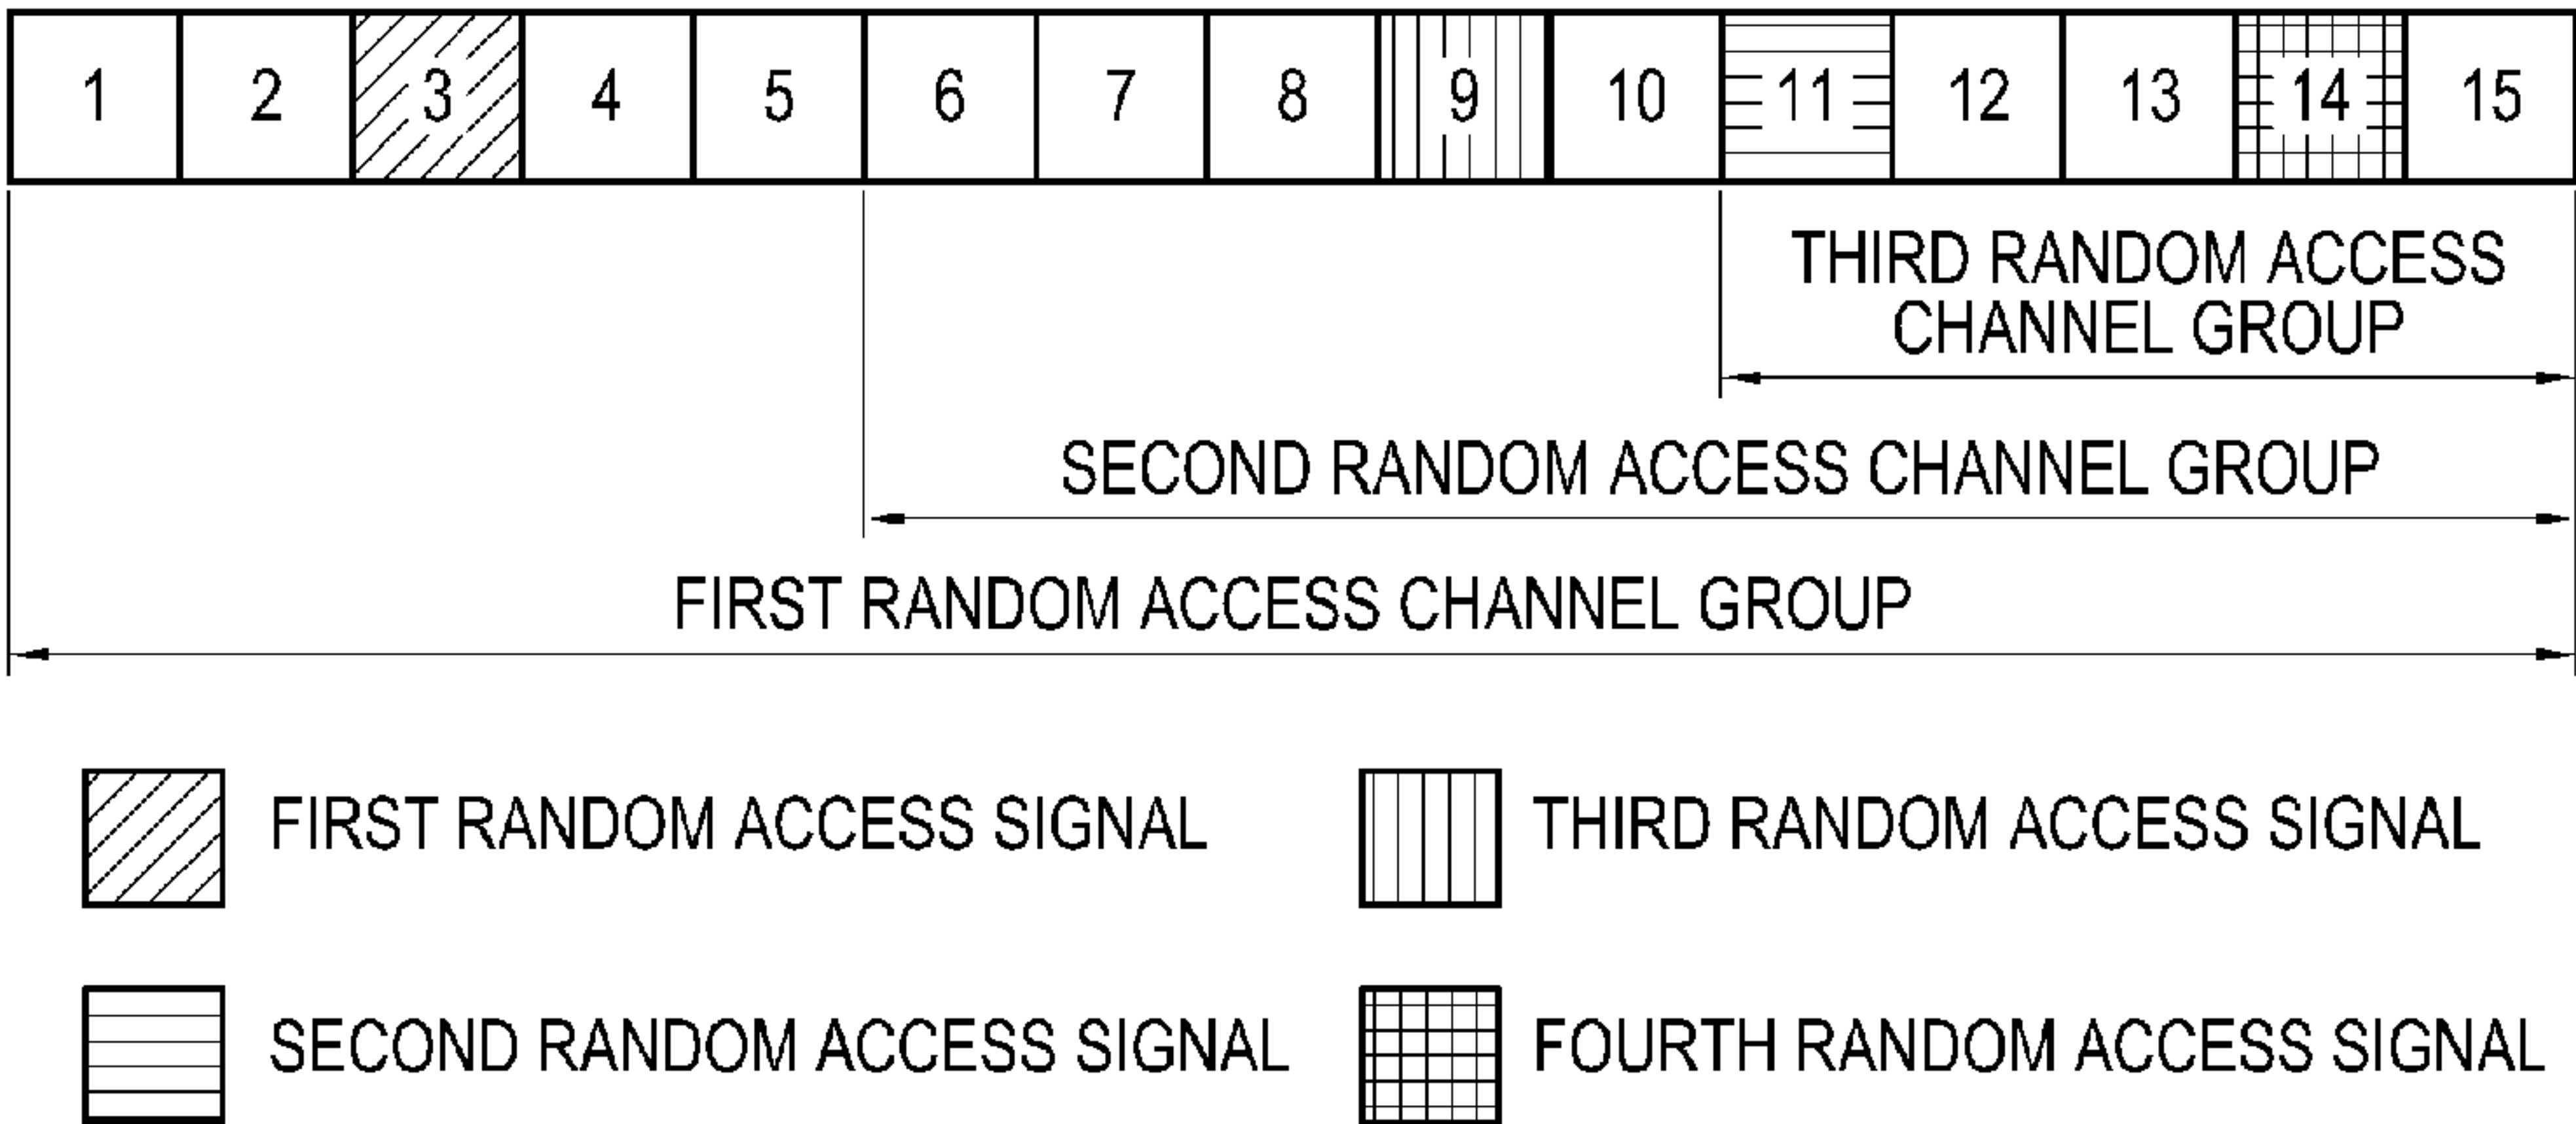 1 2 3 4 5 6 7 8 9 10 11 12 13 14 15
THIRD RANDOM ACCESS
CHANNEL GROUP
SECOND RANDOM ACCESS CHANNEL GROUP
FIRST RANDOM ACCESS CHANNEL GROUP
FIRST RANDOM ACCESS SIGNAL
THIRD RANDOM ACCESS SIGNAL
SECOND RANDOM ACCESS SIGNAL
FOURTH RANDOM ACCESS SIGNAL